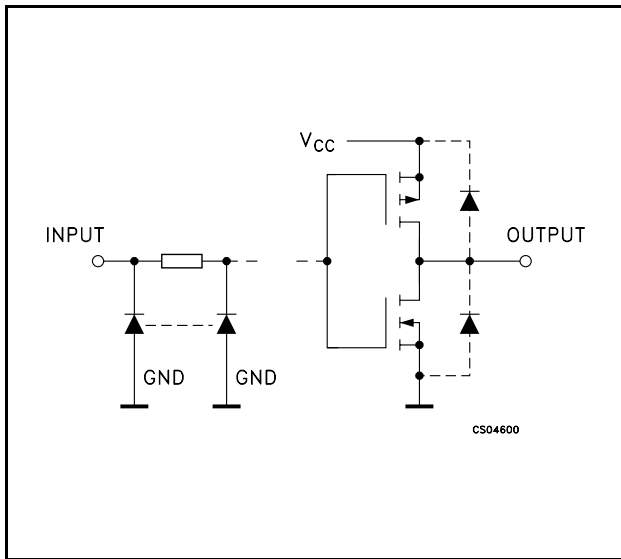 VCC
INPUT
OUTPUT
GND
GND
CS04600